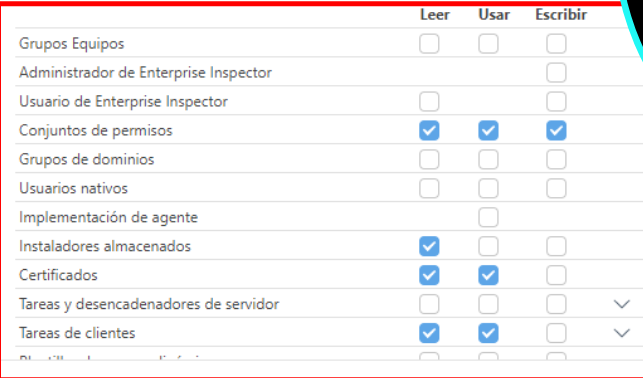 Leer Usar Escribir
Grupos Equipos
Administrador de Enterprise Inspector
Usuario de Enterprise Inspector
Conjuntos de permisos
Grupos de dominios
Usuarios nativos
Implementación de agente
Instaladores almacenados
Certificados
Tareas y desencadenadores de servidor
Tareas de clientes